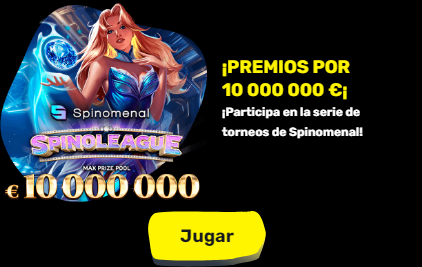 Spinomenal
SPINOLEAGUE
MAX PRIZE POOL
€ 10 000 000
¡PREMIOS POR
10 000 000 €¡
¡Participa en la serie de
torneos de Spinomenal!
Jugar